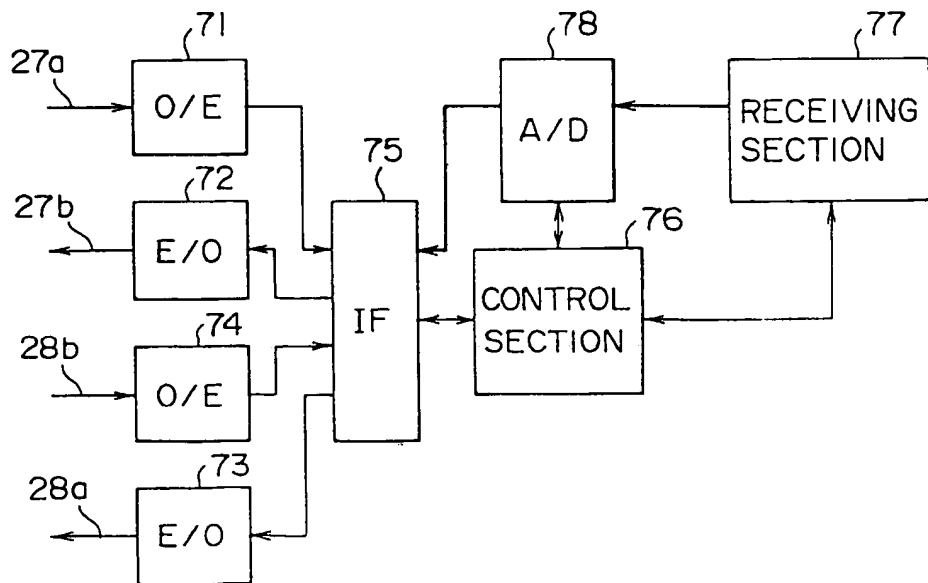 71
27a
O/E
78
A/D
77
RECEIVING
SECTION
72
27b
E/O
75
IF
76
CONTROL
SECTION
74
28b
O/E
73
28a
E/O